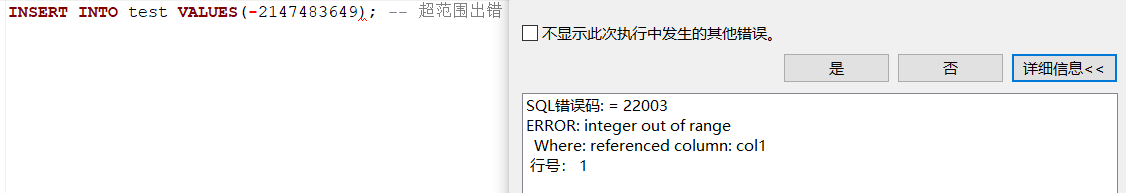 INSERT INTO test VALUES(-2147483649); -- 超范围出错
不显示此次执行中发生的其他错误。
是
否
详细信息<<
SQL错误码: = 22003
ERROR: integer out of range
Where: referenced column: col1
行号： 1